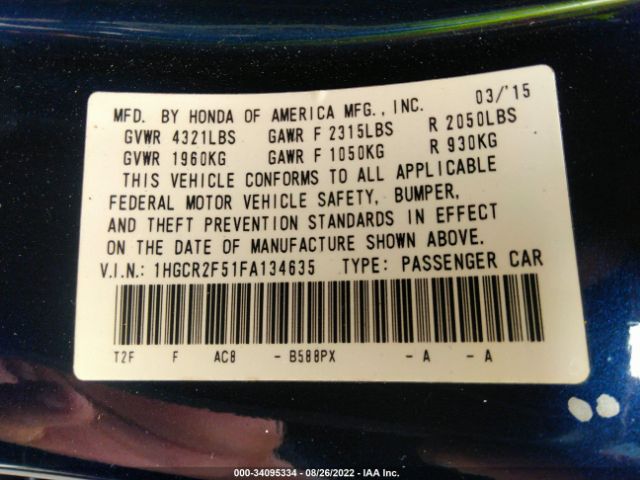 MFD. BY HONDA OF AMERICA MFG., INC. 03/'15
GVWR 4321LBS GAWR F 2315LBS R 2050LBS
GVWR 1960KG GAWR F 1050KG R 930KG
THIS VEHICLE CONFORMS TO ALL APPLICABLE
FEDERAL MOTOR VEHICLE SAFETY, BUMPER,
AND THEFT PREVENTION STANDARDS IN EFFECT
ON THE DATE OF MANUFACTURE SHOWN ABOVE.
V.I.N.: 1HGCR2F51FA134635 TYPE: PASSENGER CAR
T2F F AC8 - B588PX - A - A
000-34095334 - 08/26/2022 - IAA Inc.